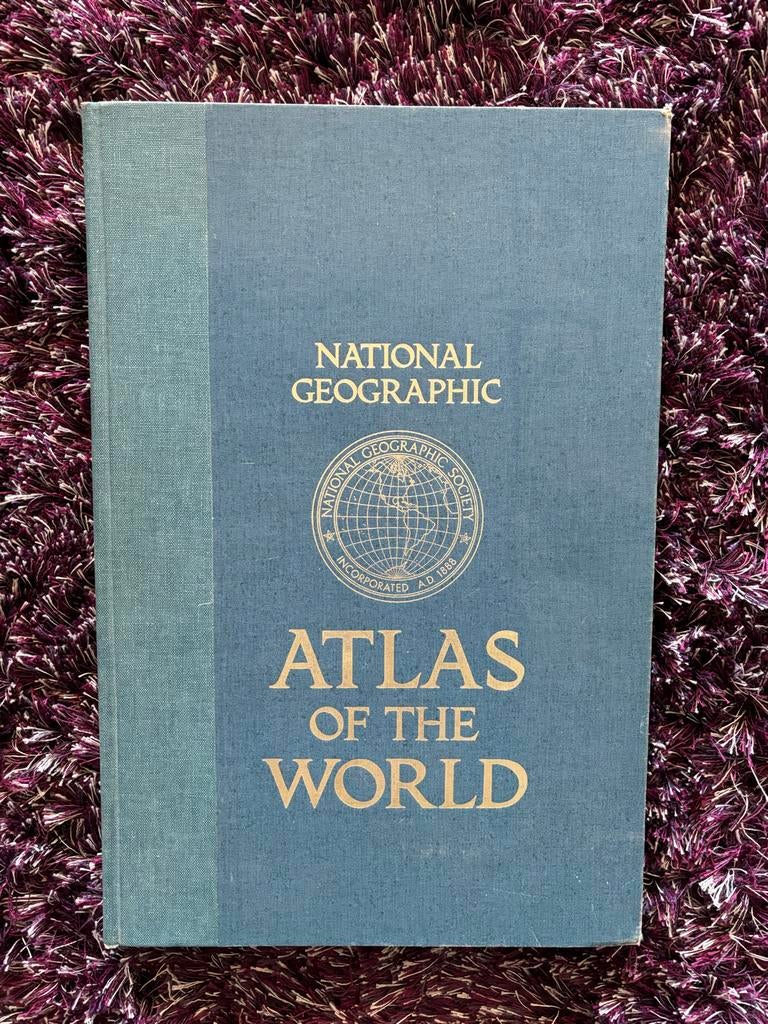 NATIONAL
GEOGRAPHIC
NATIONAL GEOGRAPHIC SOCIETY
INCORPORATED A.D. 1888
ATLAS
OF THE
WORLD